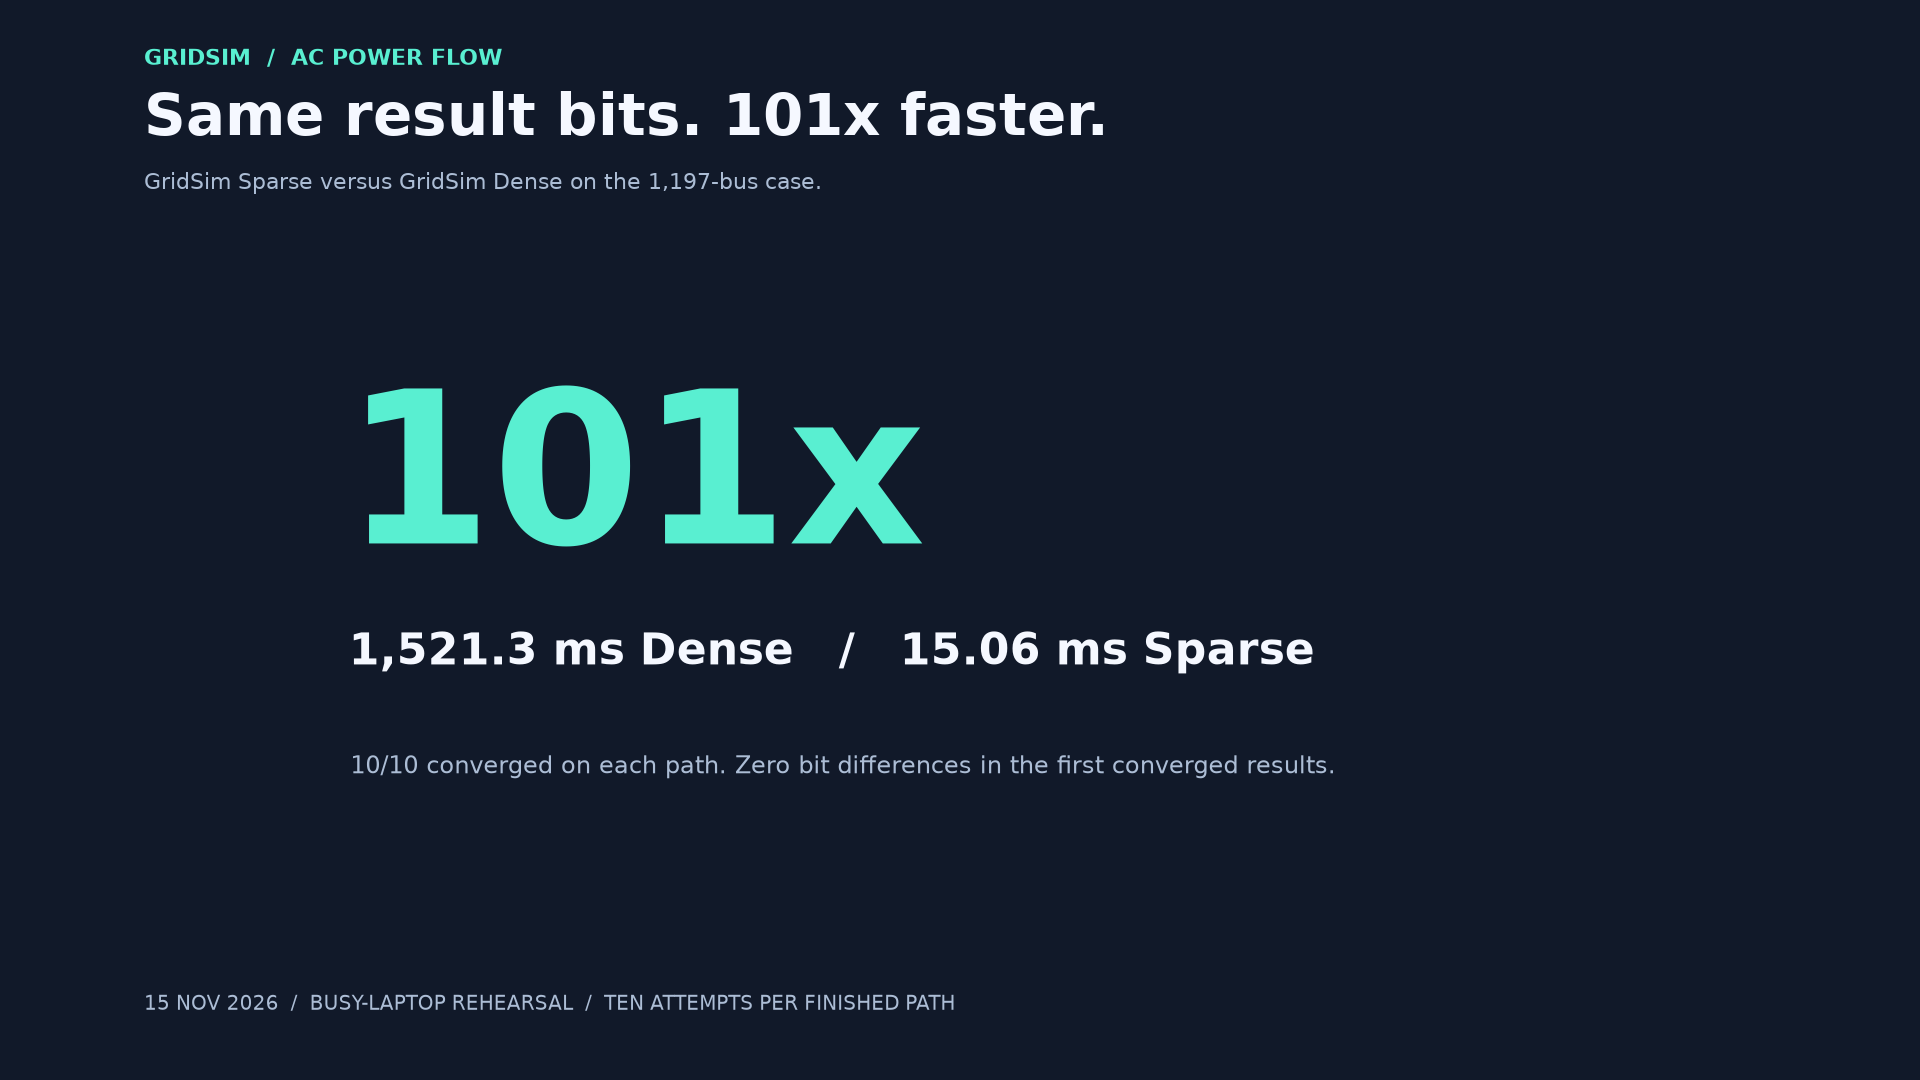 GRIDSIM / AC POWER FLOW
Same result bits. 101x faster.
GridSim Sparse versus GridSim Dense on the 1,197-bus case.
101x
1,521.3 ms Dense / 15.06 ms Sparse
10/10 converged on each path. Zero bit differences in the first converged results.
15 NOV 2026 / BUSY-LAPTOP REHEARSAL / TEN ATTEMPTS PER FINISHED PATH